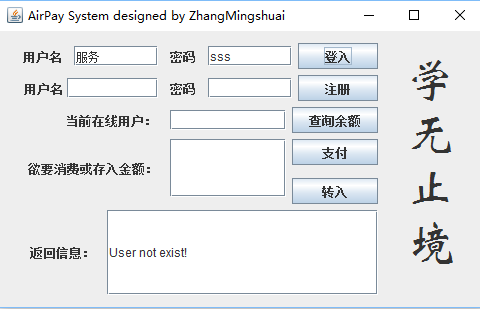 AirPay System designed by ZhangMingshuai
用户名 服务 密码 sss 登入
用户名 密码 注册
当前在线用户： 查询余额
欲要消费或存入金额： 支付
转入
返回信息： User not exist!
学
无
止
境